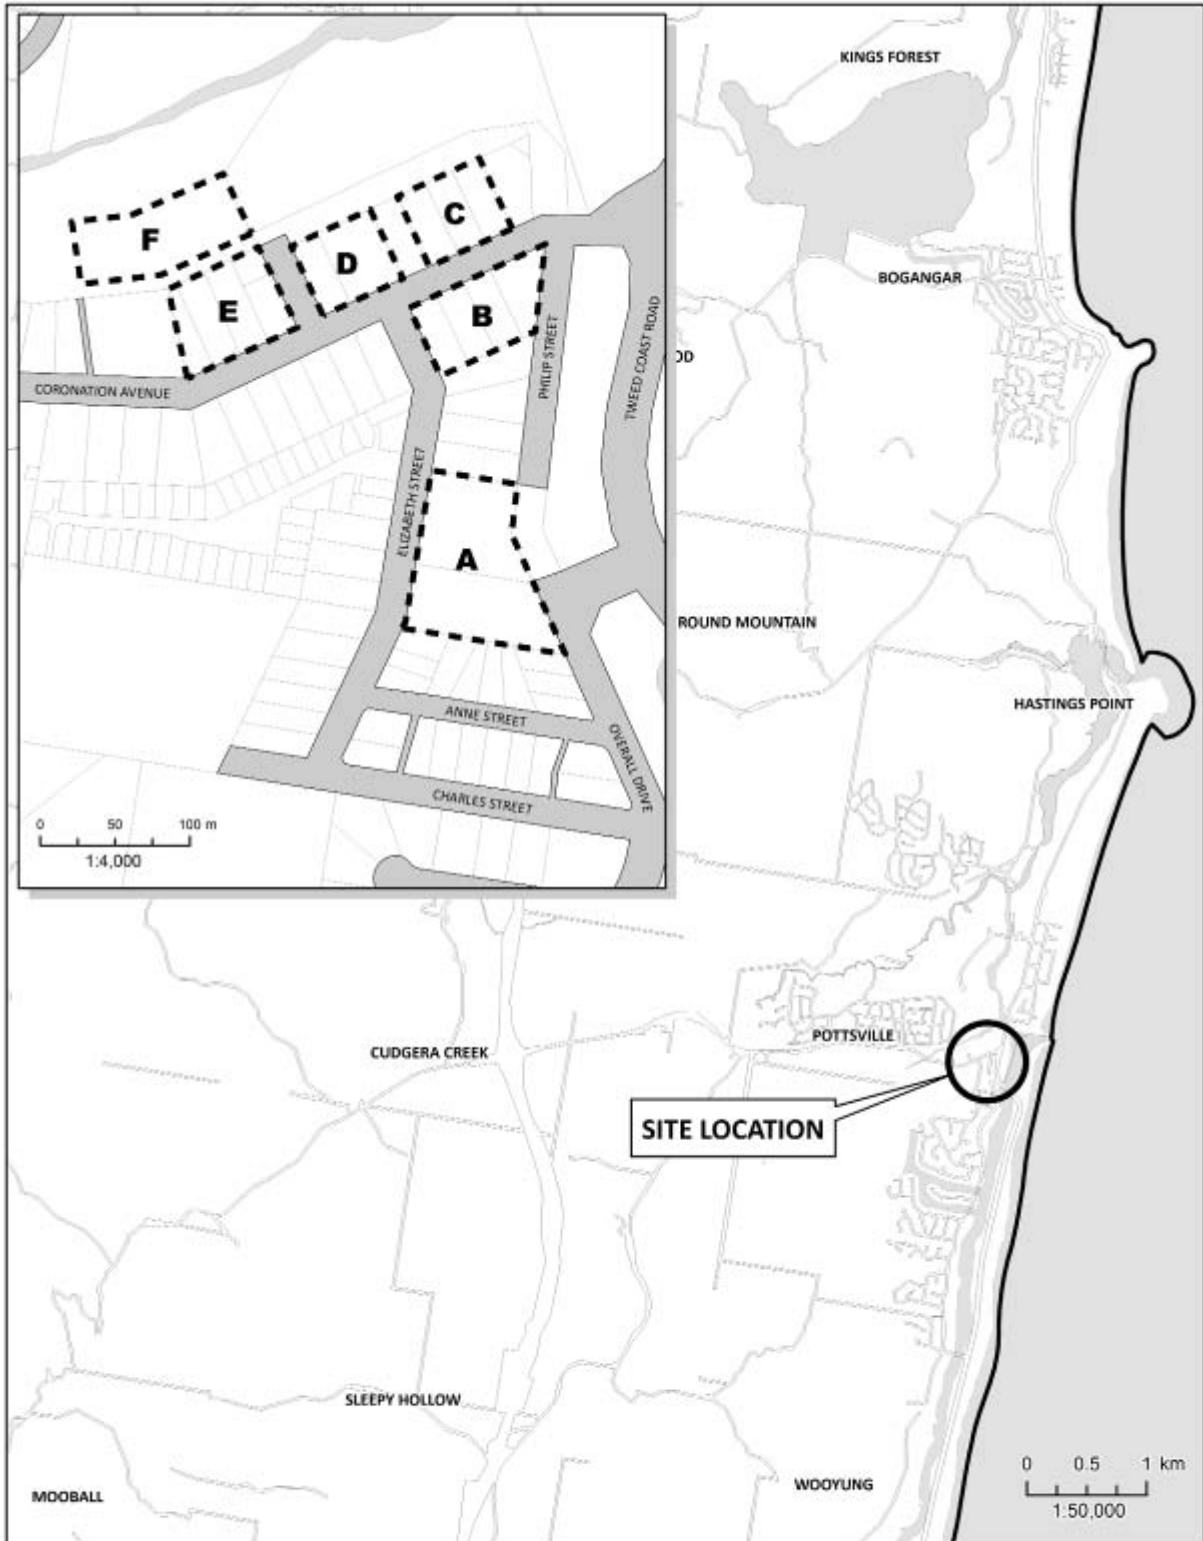 KINGS FOREST
BOGANGAR
OD
ROUND MOUNTAIN
HASTINGS POINT
POTTSVILLE
CUDGERA CREEK
SITE LOCATION
SLEEPY HOLLOW
MOOBALL
WOOYUNG
0 0.5 1 km
1:50,000
C
F
D
E
B
CORONATION AVENUE
PHILIP STREET
TWEED COAST ROAD
ELIZABETH STREET
A
ANNE STREET
OVERALL DRIVE
CHARLES STREET
0 50 100 m
1:4,000